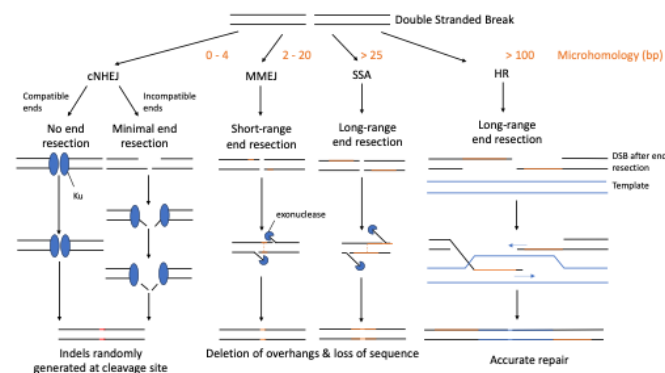 Double Stranded Break
0 - 4
2 - 20
> 25
> 100
Microhomology (bp)
cNHEJ
MMEJ
SSA
HR
Compatible
ends
Incompatible
ends
No end
resection
Minimal end
resection
Short-range
end resection
Long-range
end resection
Long-range
end resection
DSB after end
resection
Ku
Template
exonuclease
Indels randomly
generated at cleavage site
Deletion of overhangs & loss of sequence
Accurate repair